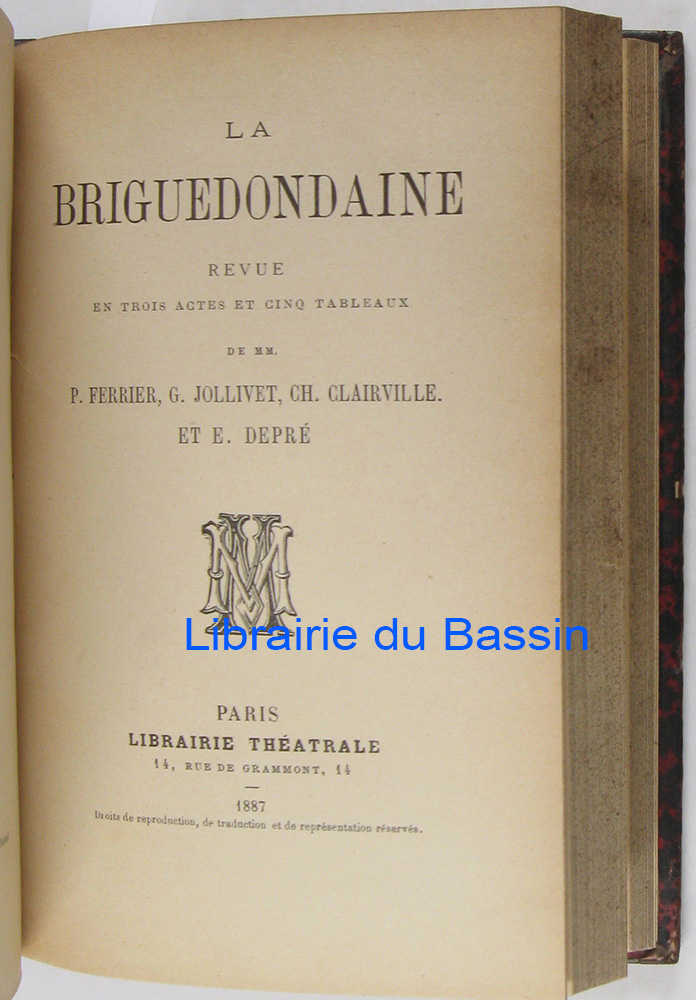 LA
BRIGUEDONDAINE
REVUE
EN TROIS ACTES ET CINQ TABLEAUX
DE MM.
P. FERRIER, G. JOLLIVET, CH. CLAIRVILLE.
ET E. DEPRÉ
Librairie du Bassin
PARIS
LIBRAIRIE THÉATRALE
14, RUE DE GRAMMONT, 14
1887
Droits de reproduction, de traduction et de représentation réservés.